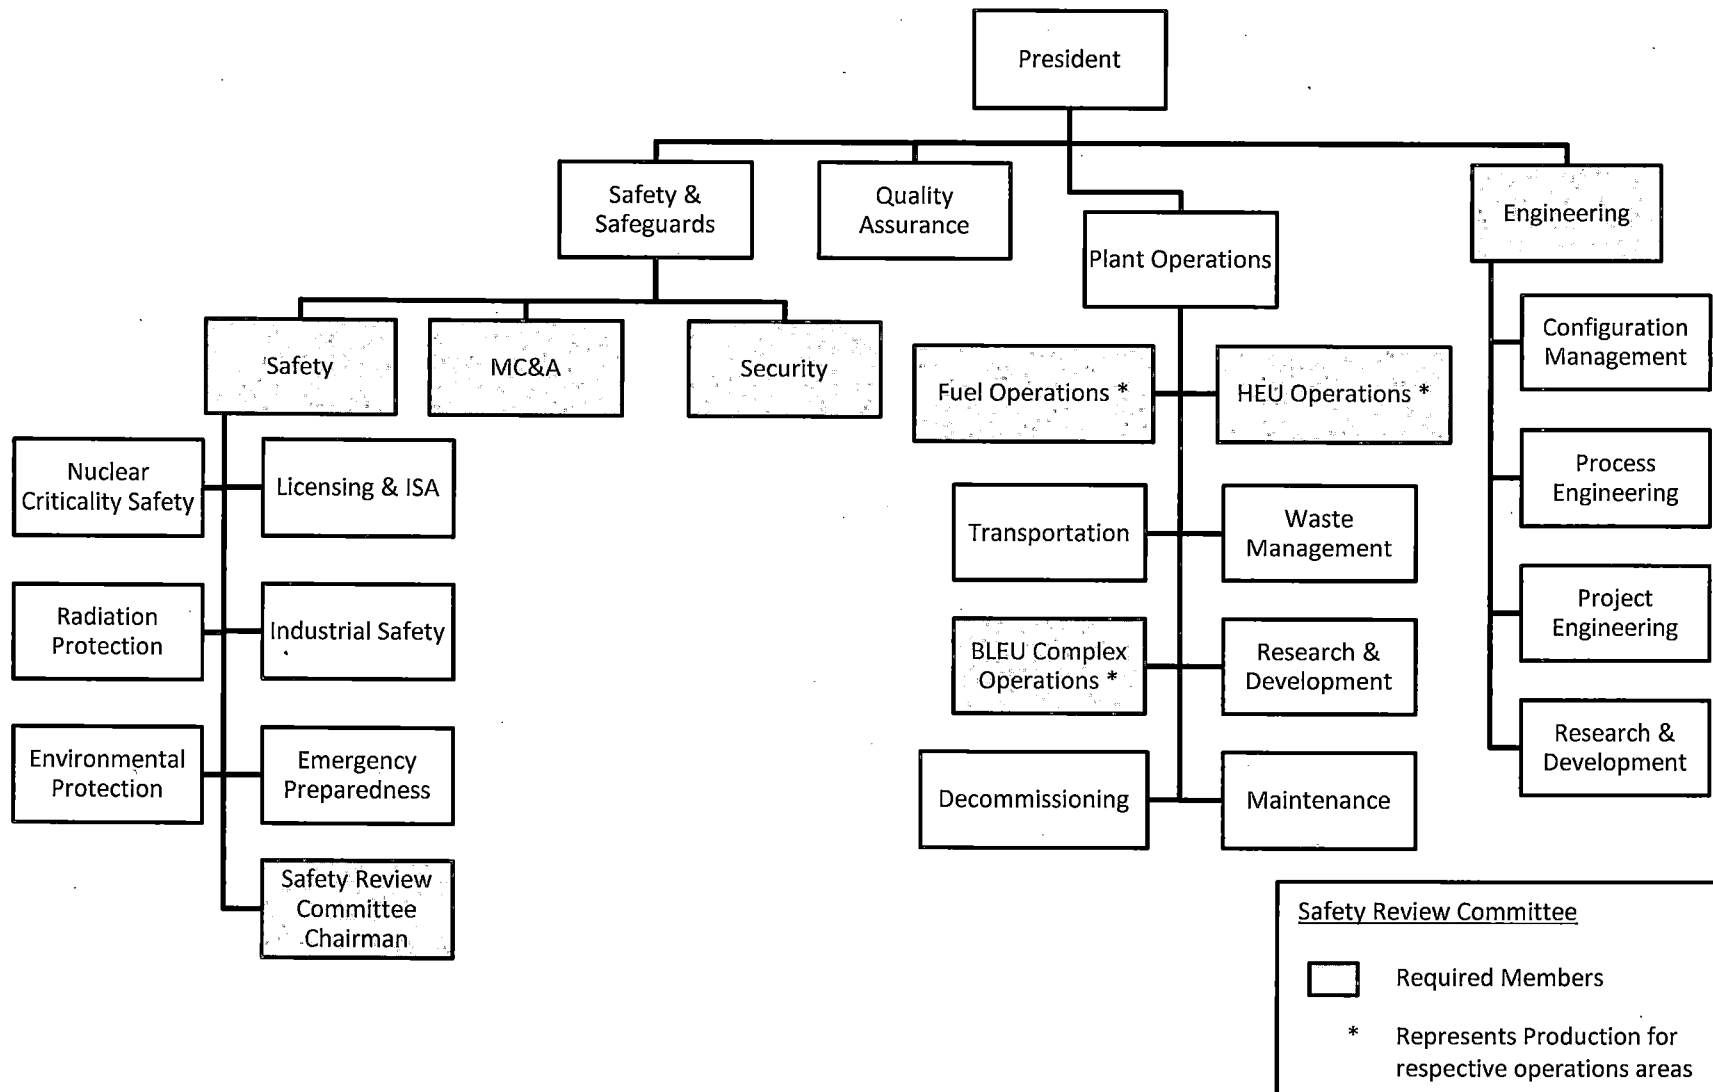 President
Safety &
Safeguards
Quality
Assurance
Plant Operations
Engineering
Safety
MC&A
Security
Fuel Operations *
HEU Operations *
Configuration
Management
Nuclear
Criticality Safety
Licensing & ISA
Transportation
Waste
Management
Process
Engineering
Radiation
Protection
Industrial Safety
BLEU Complex
Operations *
Research &
Development
Project
Engineering
Environmental
Protection
Emergency
Preparedness
Decommissioning
Maintenance
Research &
Development
Safety Review
Committee
Chairman
Safety Review Committee
Required Members
* Represents Production for
respective operations areas